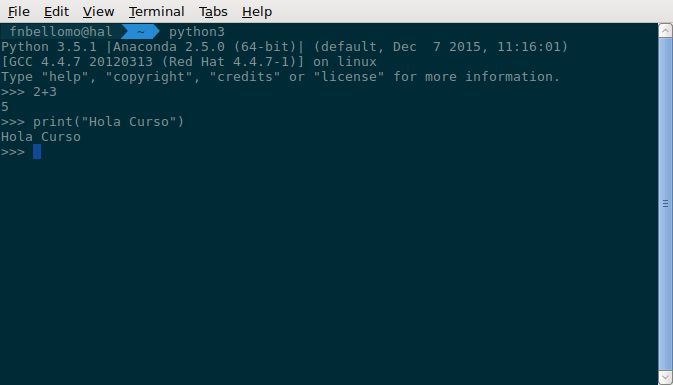 File Edit View Terminal Tabs Help
fnbellomo@hal ~ python3
Python 3.5.1 |Anaconda 2.5.0 (64-bit)| (default, Dec  7 2015, 11:16:01)
[GCC 4.4.7 20120313 (Red Hat 4.4.7-1)] on linux
Type "help", "copyright", "credits" or "license" for more information.
>>> 2+3
5
>>> print("Hola Curso")
Hola Curso
>>>